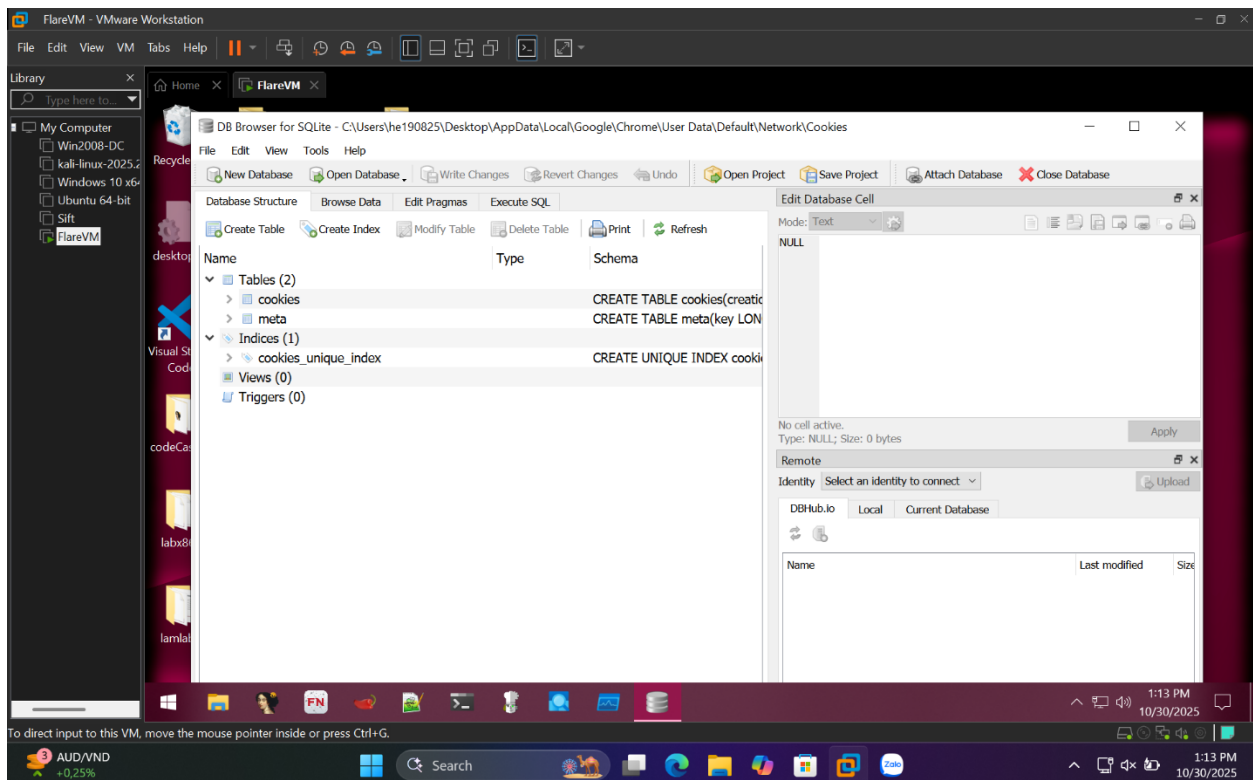 FlareVM - VMware Workstation
File Edit View VM Tabs Help
Library
Type here to...
My Computer
Win2008-DC
kali-linux-2025.2
Windows 10 x64
Ubuntu 64-bit
Sift
FlareVM
Home
FlareVM
Recycle
desktop
Visual St
Code
codeCas
labx86
lamlab
DB Browser for SQLite - C:\Users\he190825\Desktop\AppData\Local\Google\Chrome\User Data\Default\Network\Cookies
File Edit View Tools Help
New Database Open Database Write Changes Revert Changes Undo Open Project Save Project Attach Database Close Database
Database Structure Browse Data Edit Pragmas Execute SQL
Create Table Create Index Modify Table Delete Table Print Refresh
Name Type Schema
Tables (2)
cookies CREATE TABLE cookies(creatic
meta CREATE TABLE meta(key LON
Indices (1)
cookies_unique_index CREATE UNIQUE INDEX cooki
Views (0)
Triggers (0)
Edit Database Cell
Mode: Text
NULL
No cell active.
Type: NULL; Size: 0 bytes
Apply
Remote
Identity Select an identity to connect Upload
DBHub.io Local Current Database
Name Last modified Size
FN
1:13 PM
10/30/2025
To direct input to this VM, move the mouse pointer inside or press Ctrl+G.
3
AUD/VND
+0,25%
Search
Zalo
1:13 PM
10/30/2025